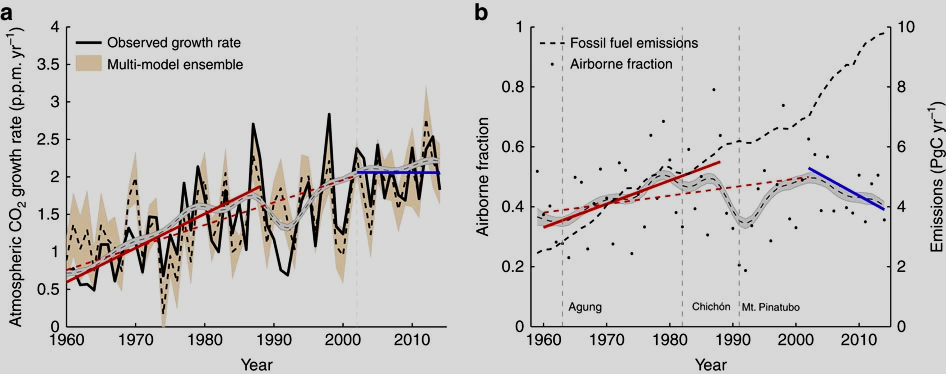 a
Atmospheric CO2 growth rate (p.p.m. yr−1)
4
3.5
3
2.5
2
1.5
1
0.5
0
Observed growth rate
Multi-model ensemble
1960 1970 1980 1990 2000 2010
Year
b
Airborne fraction
1
0.8
0.6
0.4
0.2
0
Fossil fuel emissions
Airborne fraction
Agung
Chichón
Mt. Pinatubo
10
8
6
4
2
0
Emissions (PgC yr−1)
1960 1970 1980 1990 2000 2010
Year